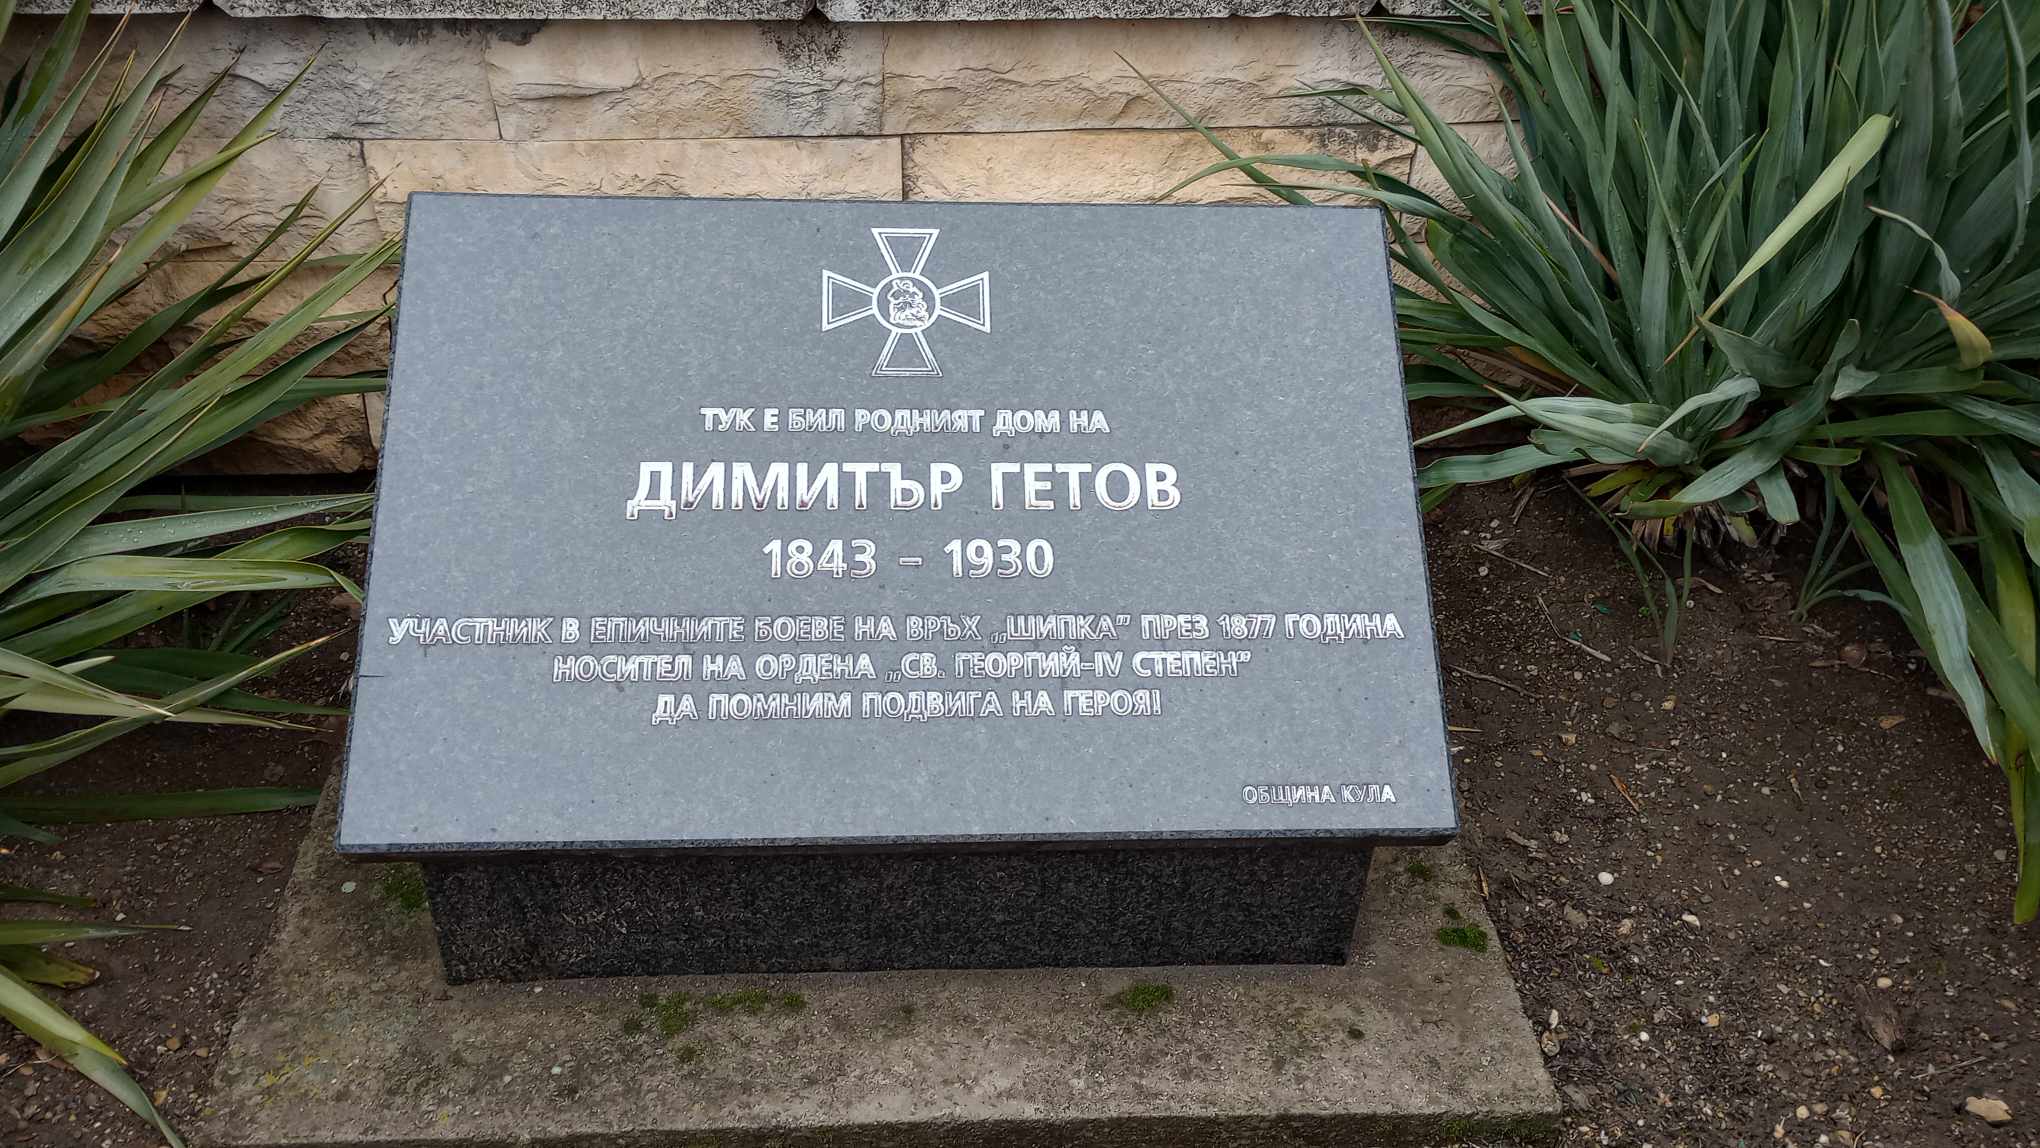 ТУК Е БИЛ РОДНИЯТ ДОМ НА
ДИМИТЪР ГЕТОВ
1843 - 1930
УЧАСТНИК В ЕПИЧНИТЕ БОЕВЕ НА ВРЪХ „ШИПКА” ПРЕЗ 1877 ГОДИНА
НОСИТЕЛ НА ОРДЕНА „СВ. ГЕОРГИЙ-IV СТЕПЕН”
ДА ПОМНИМ ПОДВИГА НА ГЕРОЯ!
ОБЩИНА КУЛА